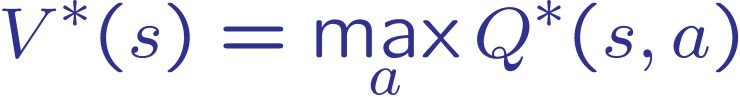 V*(s) = max_a Q*(s, a)